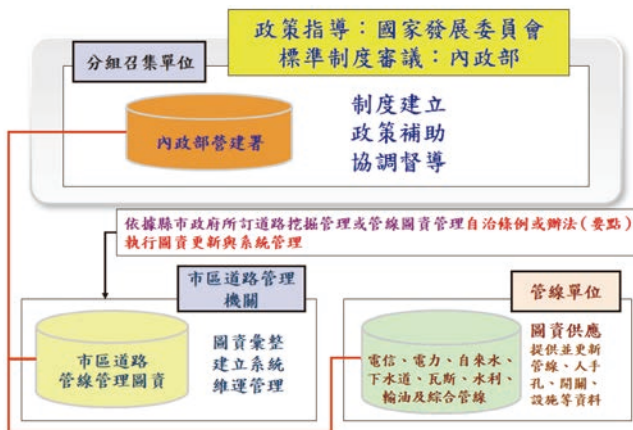 政策指導：國家發展委員會
標準制度審議：內政部
分組召集單位
內政部營建署
制度建立
政策補助
協調督導
依據縣市政府所訂道路挖掘管理或管線圖資管理自治條例或辦法(要點)
執行圖資更新與系統管理
市區道路管理
機關
市區道路
管線管理圖資
圖資彙整
建立系統
維運管理
管線單位
電信、電力、自來水、
下水道、瓦斯、水利、
輸油及綜合管線
圖資供應
提供並更新
管線、人手
孔、開關、
設施等資料